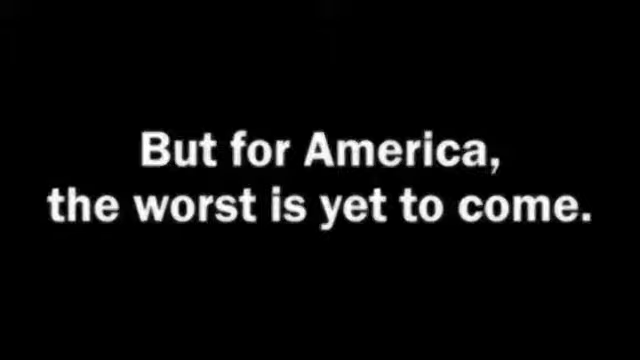 But for America,
the worst is yet to come.